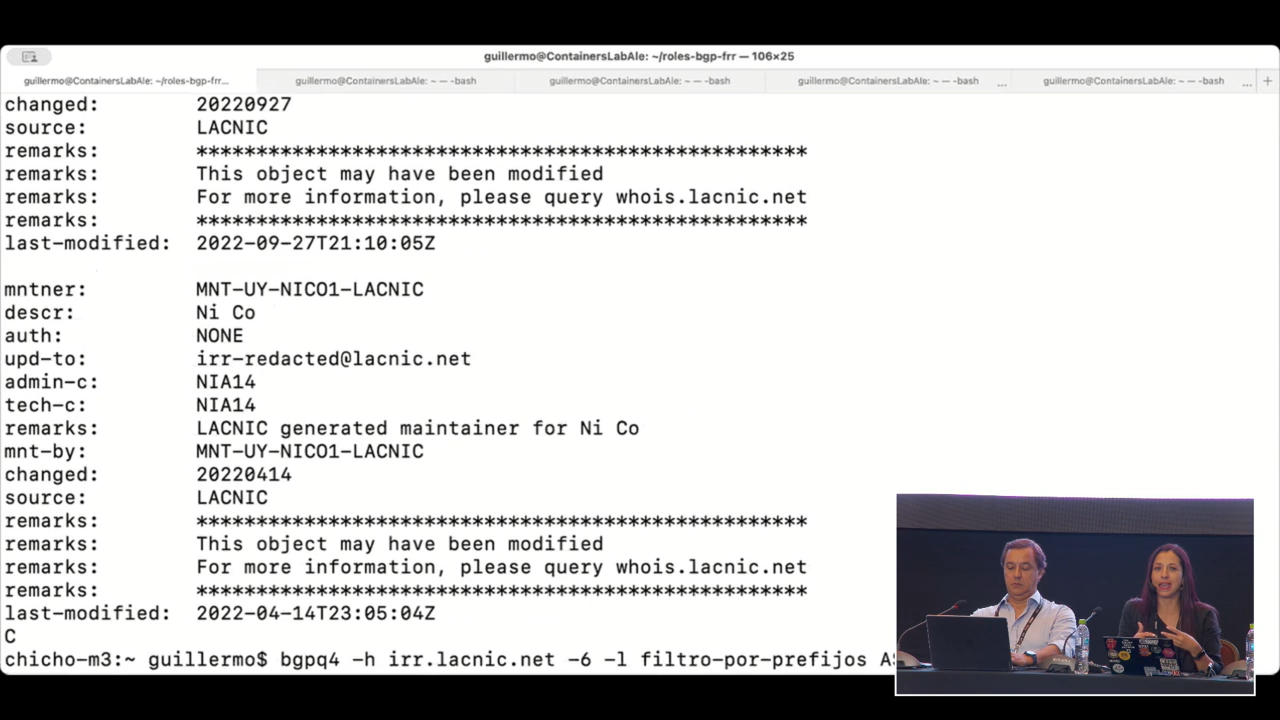 guillermo@ContainersLabAle: ~/roles-bgp-frr — 106×25
guillermo@ContainersLabAle: ~/roles-bgp-frr... guillermo@ContainersLabAle: ~ — -bash guillermo@ContainersLabAle: ~ — -bash guillermo@ContainersLabAle: ~ — -bash ... guillermo@ContainersLabAle: ~ — -bash ... +
changed: 20220927
source: LACNIC
remarks: ***************************************************
remarks: This object may have been modified
remarks: For more information, please query whois.lacnic.net
remarks: ***************************************************
last-modified: 2022-09-27T21:10:05Z
mntner: MNT-UY-NICO1-LACNIC
descr: Ni Co
auth: NONE
upd-to: irr-redacted@lacnic.net
admin-c: NIA14
tech-c: NIA14
remarks: LACNIC generated maintainer for Ni Co
mnt-by: MNT-UY-NICO1-LACNIC
changed: 20220414
source: LACNIC
remarks: ***************************************************
remarks: This object may have been modified
remarks: For more information, please query whois.lacnic.net
remarks: ***************************************************
last-modified: 2022-04-14T23:05:04Z
C
chicho-m3:~ guillermo$ bgpq4 -h irr.lacnic.net -6 -l filtro-por-prefijos